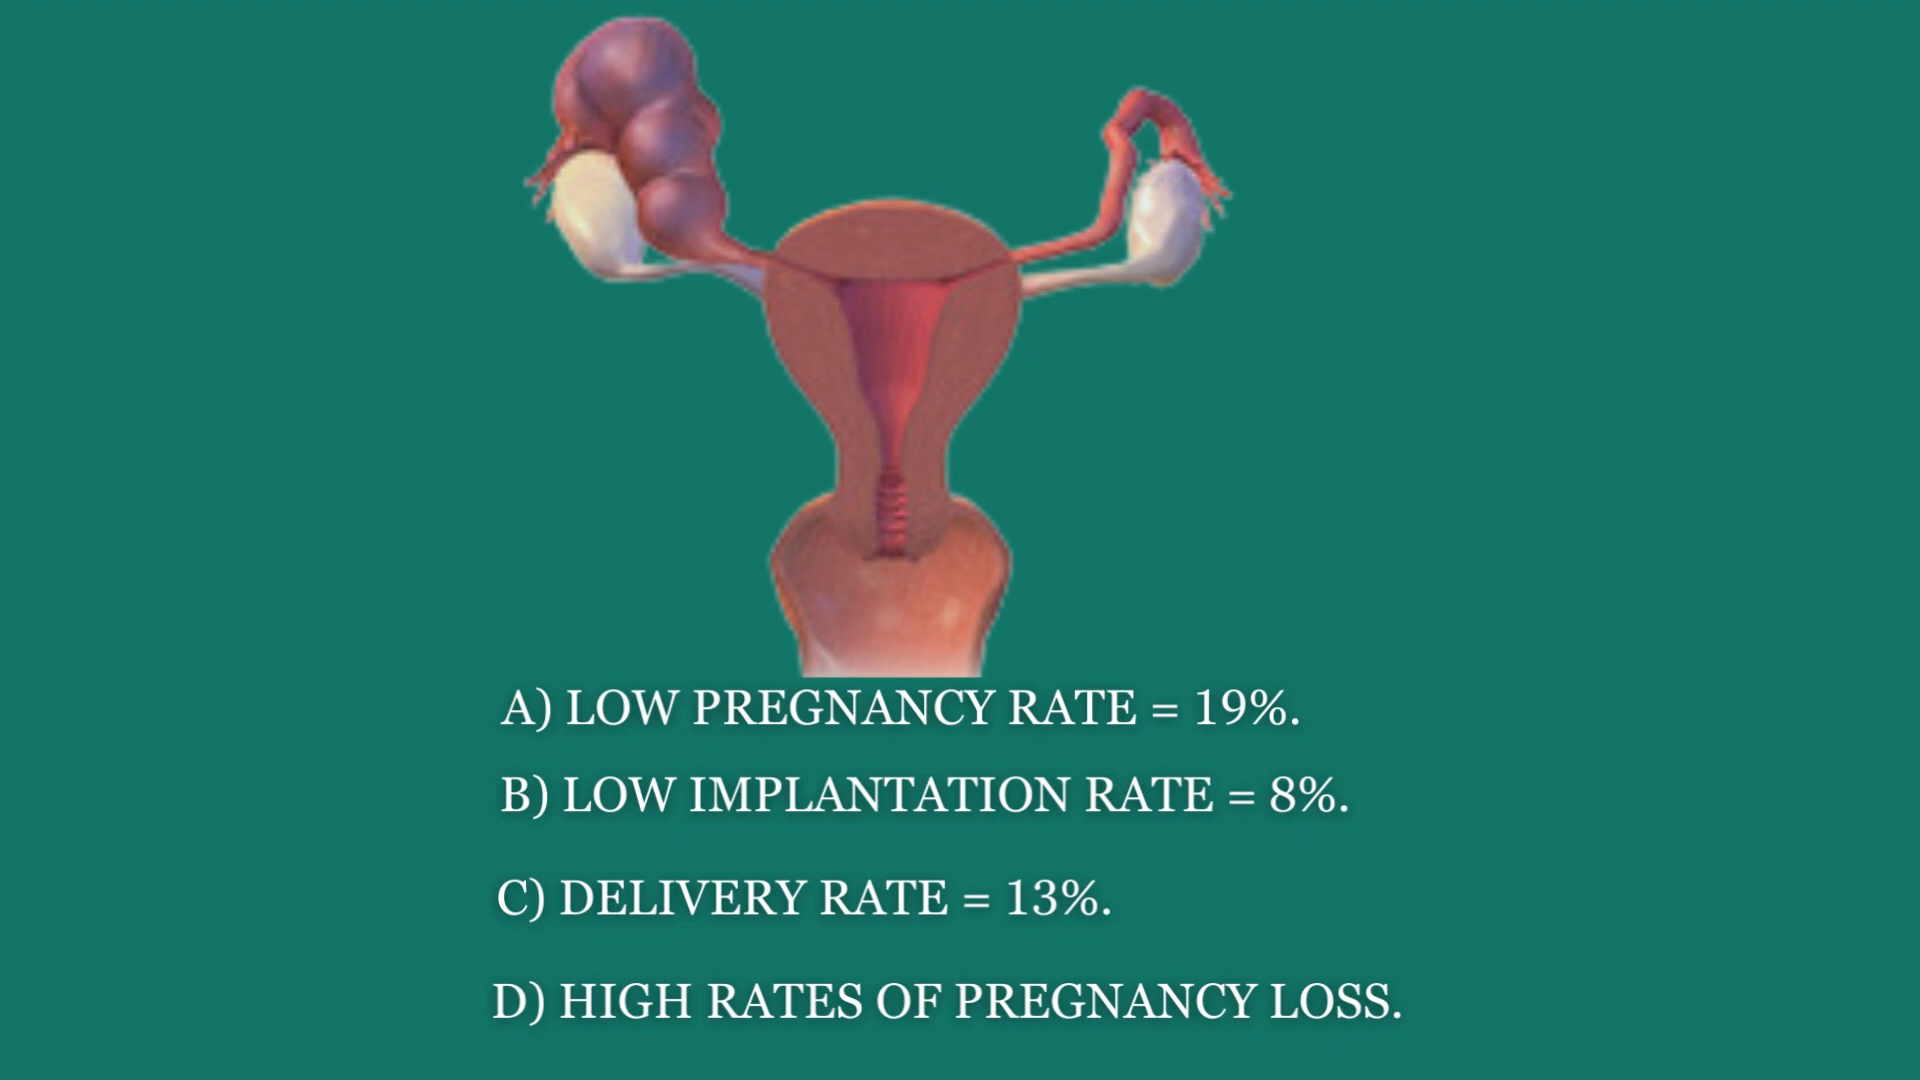 A) LOW PREGNANCY RATE = 19%.
B) LOW IMPLANTATION RATE = 8%.
C) DELIVERY RATE = 13%.
D) HIGH RATES OF PREGNANCY LOSS.